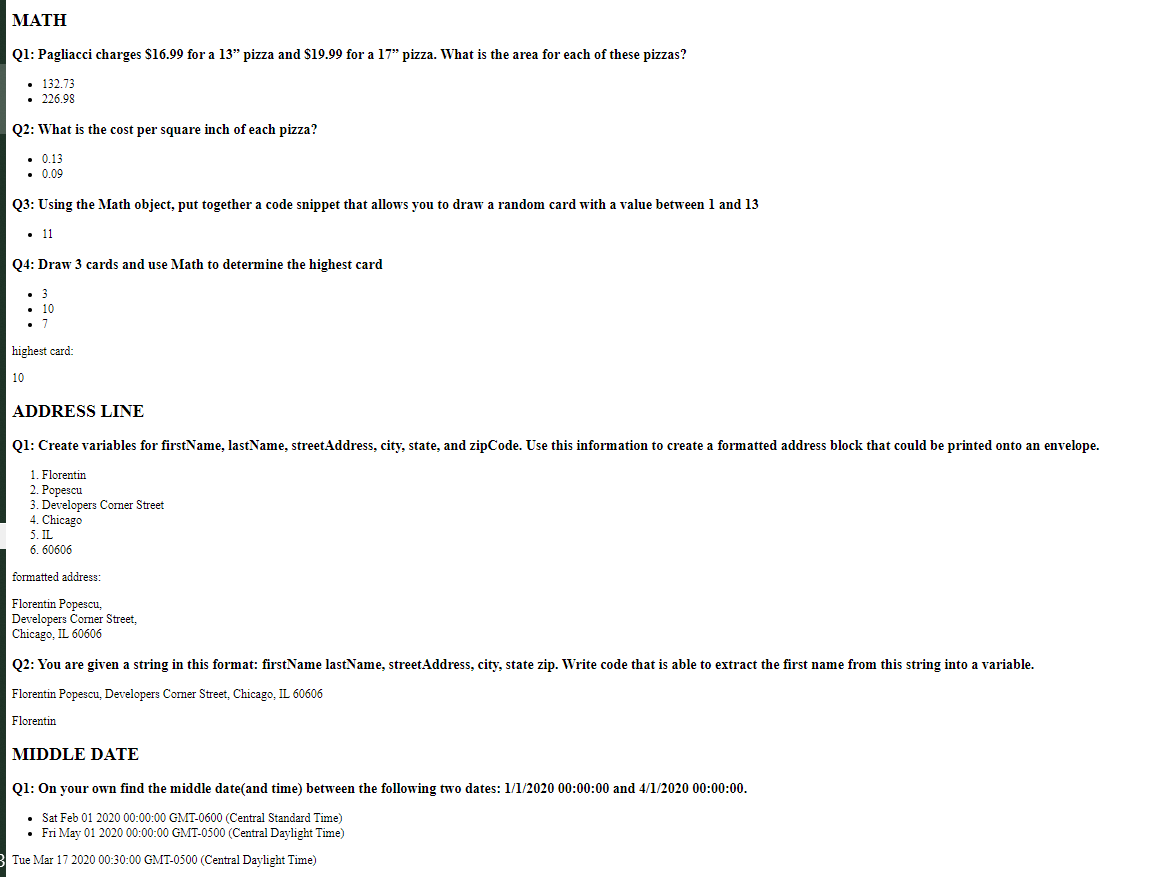 MATH
Q1: Pagliacci charges $16.99 for a 13” pizza and $19.99 for a 17” pizza. What is the area for each of these pizzas?
• 132.73
• 226.98
Q2: What is the cost per square inch of each pizza?
• 0.13
• 0.09
Q3: Using the Math object, put together a code snippet that allows you to draw a random card with a value between 1 and 13
• 11
Q4: Draw 3 cards and use Math to determine the highest card
• 3
• 10
• 7
highest card:
10
ADDRESS LINE
Q1: Create variables for firstName, lastName, streetAddress, city, state, and zipCode. Use this information to create a formatted address block that could be printed onto an envelope.
1. Florentin
2. Popescu
3. Developers Corner Street
4. Chicago
5. IL
6. 60606
formatted address:
Florentin Popescu,
Developers Corner Street,
Chicago, IL 60606
Q2: You are given a string in this format: firstName lastName, streetAddress, city, state zip. Write code that is able to extract the first name from this string into a variable.
Florentin Popescu, Developers Corner Street, Chicago, IL 60606
Florentin
MIDDLE DATE
Q1: On your own find the middle date(and time) between the following two dates: 1/1/2020 00:00:00 and 4/1/2020 00:00:00.
• Sat Feb 01 2020 00:00:00 GMT-0600 (Central Standard Time)
• Fri May 01 2020 00:00:00 GMT-0500 (Central Daylight Time)
Tue Mar 17 2020 00:30:00 GMT-0500 (Central Daylight Time)